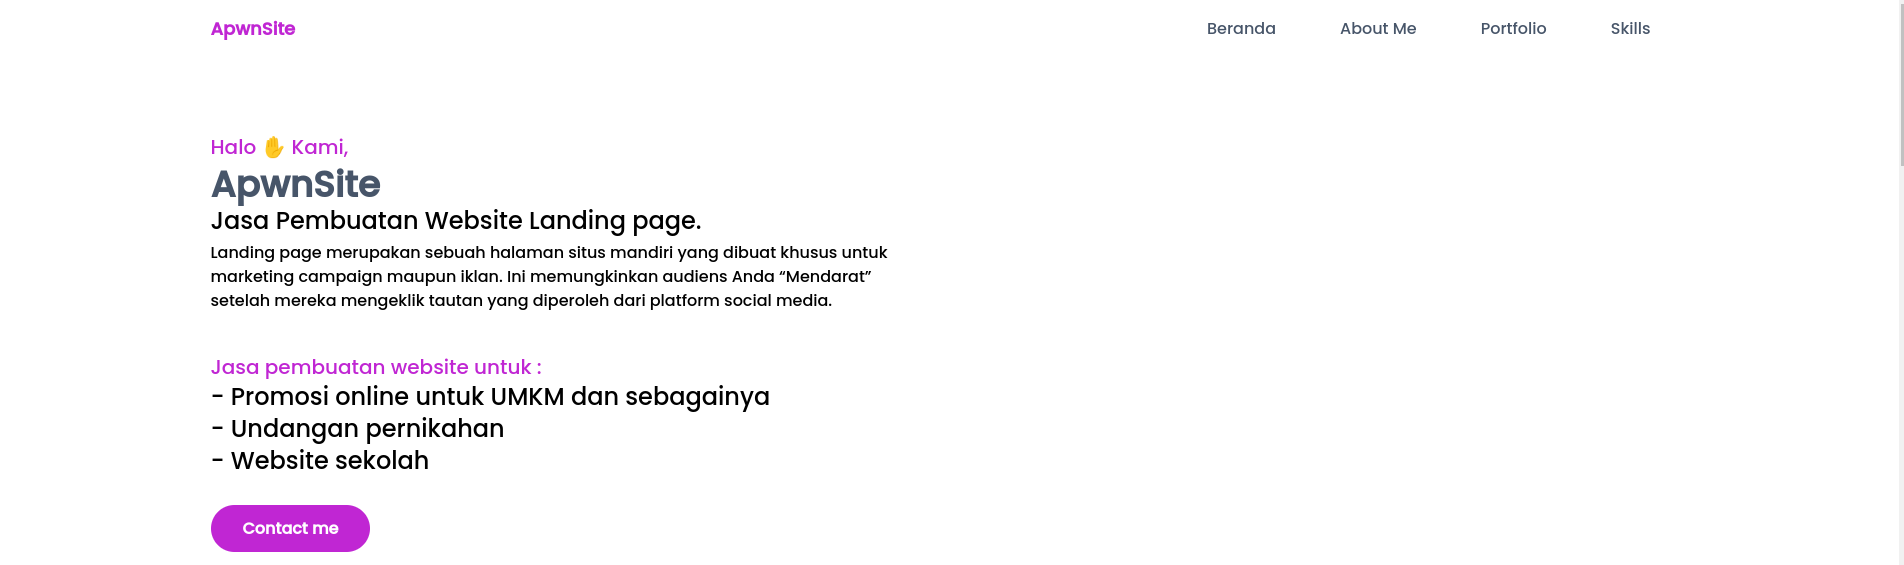 ApwnSite
Beranda About Me Portfolio Skills
Halo ✋ Kami,
ApwnSite
Jasa Pembuatan Website Landing page.
Landing page merupakan sebuah halaman situs mandiri yang dibuat khusus untuk
marketing campaign maupun iklan. Ini memungkinkan audiens Anda “Mendarat”
setelah mereka mengeklik tautan yang diperoleh dari platform social media.
Jasa pembuatan website untuk :
- Promosi online untuk UMKM dan sebagainya
- Undangan pernikahan
- Website sekolah
Contact me